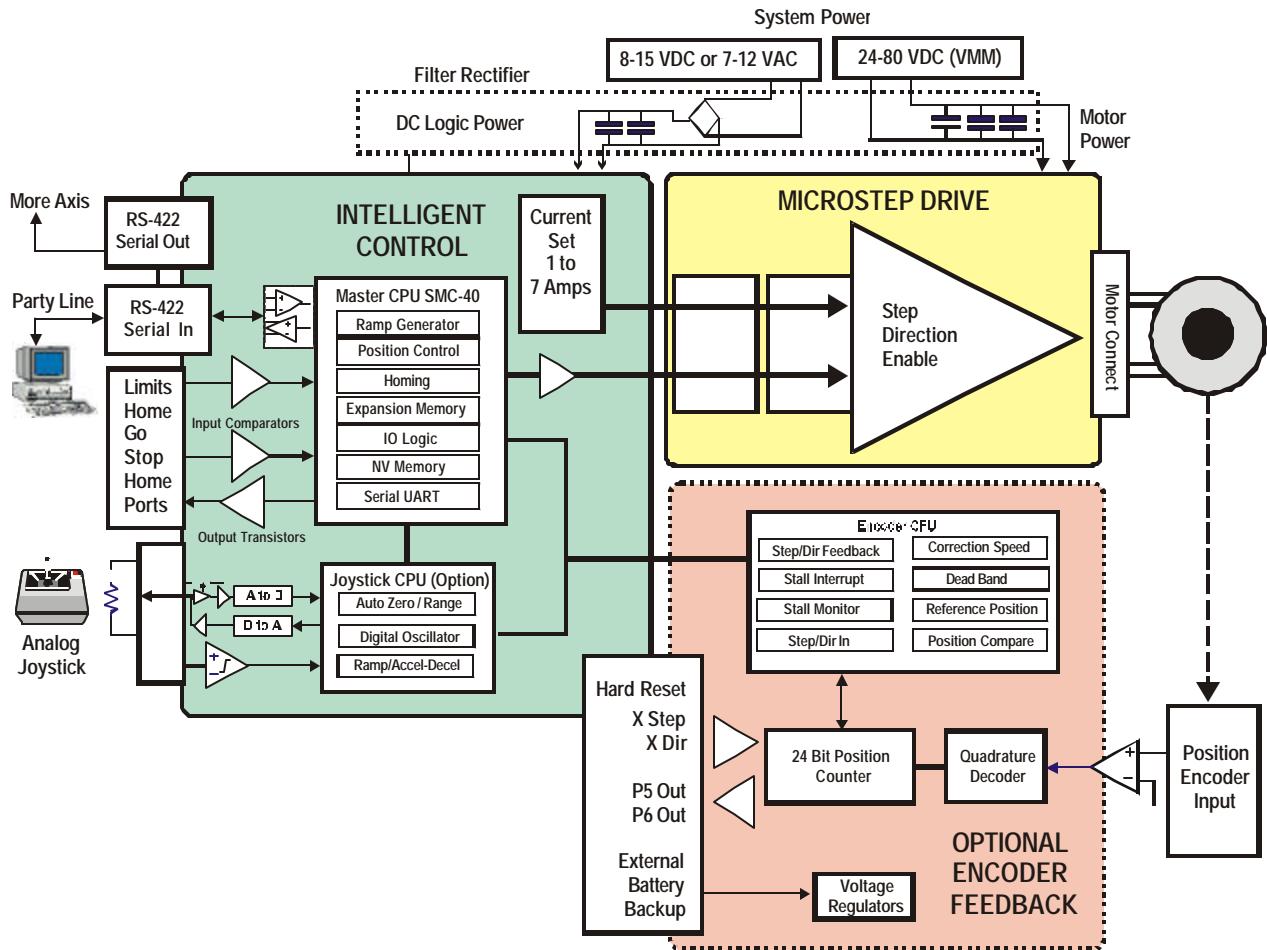 System Power
8-15 VDC or 7-12 VAC
24-80 VDC (VMM)
Filter Rectifier
DC Logic Power
Motor
Power
More Axis
RS-422
Serial Out
Party Line
RS-422
Serial In
INTELLIGENT
CONTROL
Current
Set
1 to
7 Amps
MICROSTEP DRIVE
Step
Direction
Enable
Motor Connect
Master CPU SMC-40
Ramp Generator
Position Control
Homing
Expansion Memory
IO Logic
NV Memory
Serial UART
Limits
Home
Go
Stop
Home
Ports
Input Comparators
Output Transistors
Analog
Joystick
A to D
D to A
Joystick CPU (Option)
Auto Zero / Range
Digital Oscillator
Ramp/Accel-Decel
+
−
Encoder CPU
Step/Dir Feedback
Stall Interrupt
Stall Monitor
Step/Dir In
Correction Speed
Dead Band
Reference Position
Position Compare
Hard Reset
X Step
X Dir
P5 Out
P6 Out
External
Battery
Backup
24 Bit Position
Counter
Quadrature
Decoder
+
−
Position
Encoder
Input
Voltage
Regulators
OPTIONAL
ENCODER
FEEDBACK